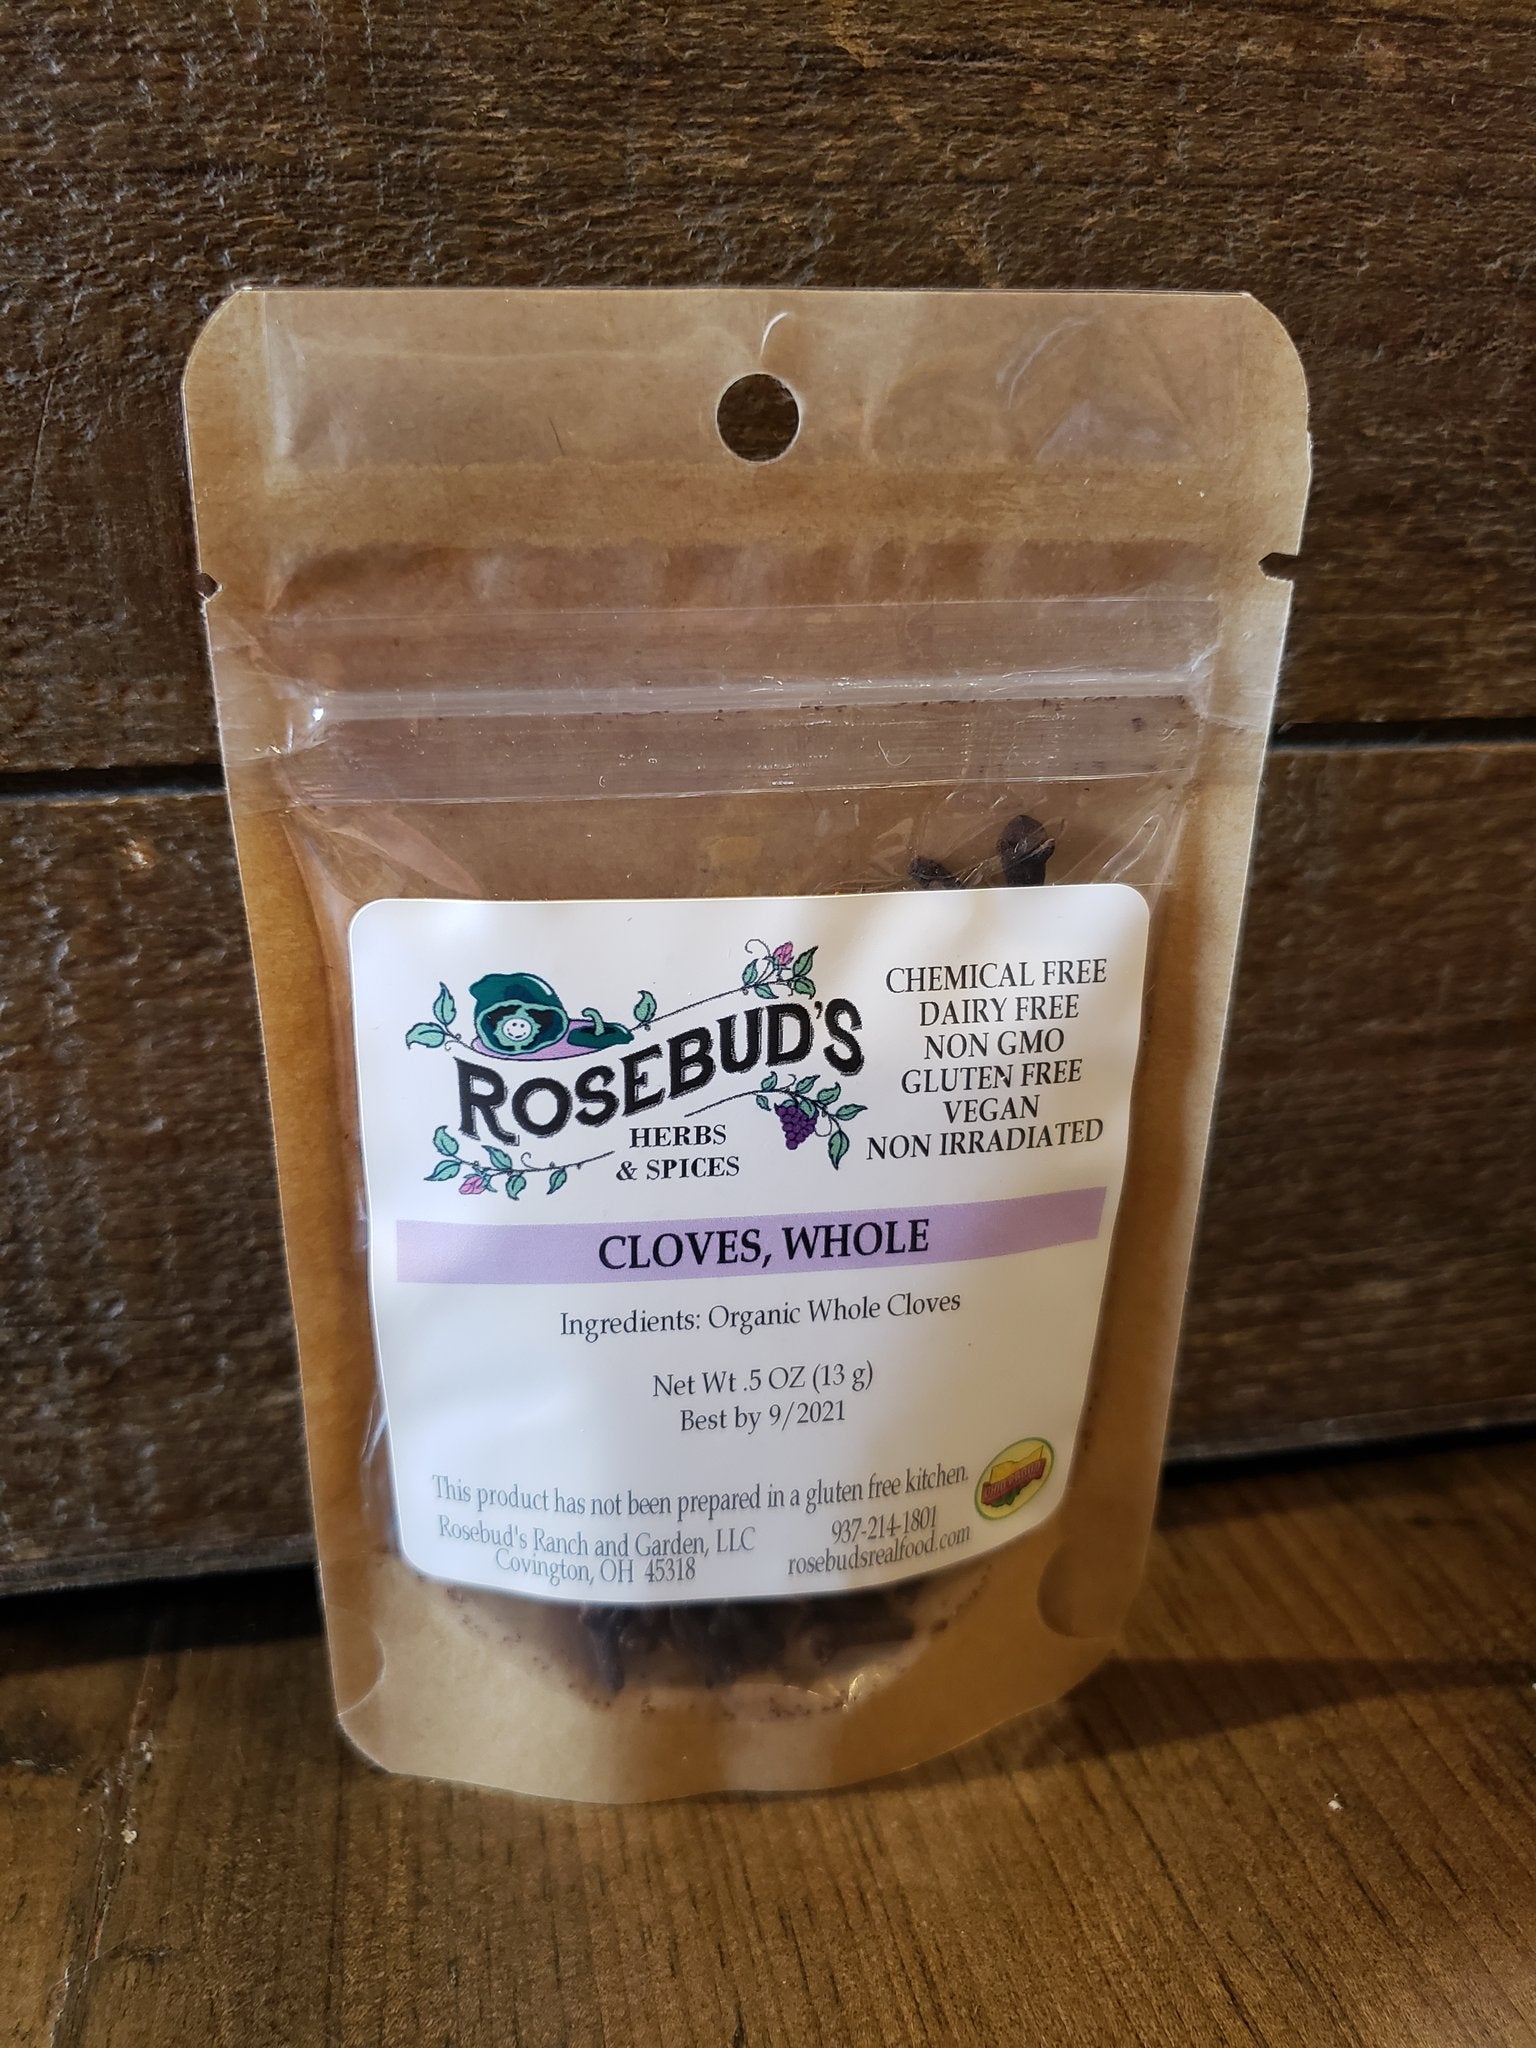 ROSEBUD'S
HERBS
& SPICES
CHEMICAL FREE
DAIRY FREE
NON GMO
GLUTEN FREE
VEGAN
NON IRRADIATED
CLOVES, WHOLE
Ingredients: Organic Whole Cloves
Net Wt .5 OZ (13 g)
Best by 9/2021
This product has not been prepared in a gluten free kitchen.
Rosebud's Ranch and Garden, LLC
Covington, OH 45318
937-214-1801
rosebudsrealfood.com
OHIO PROUD